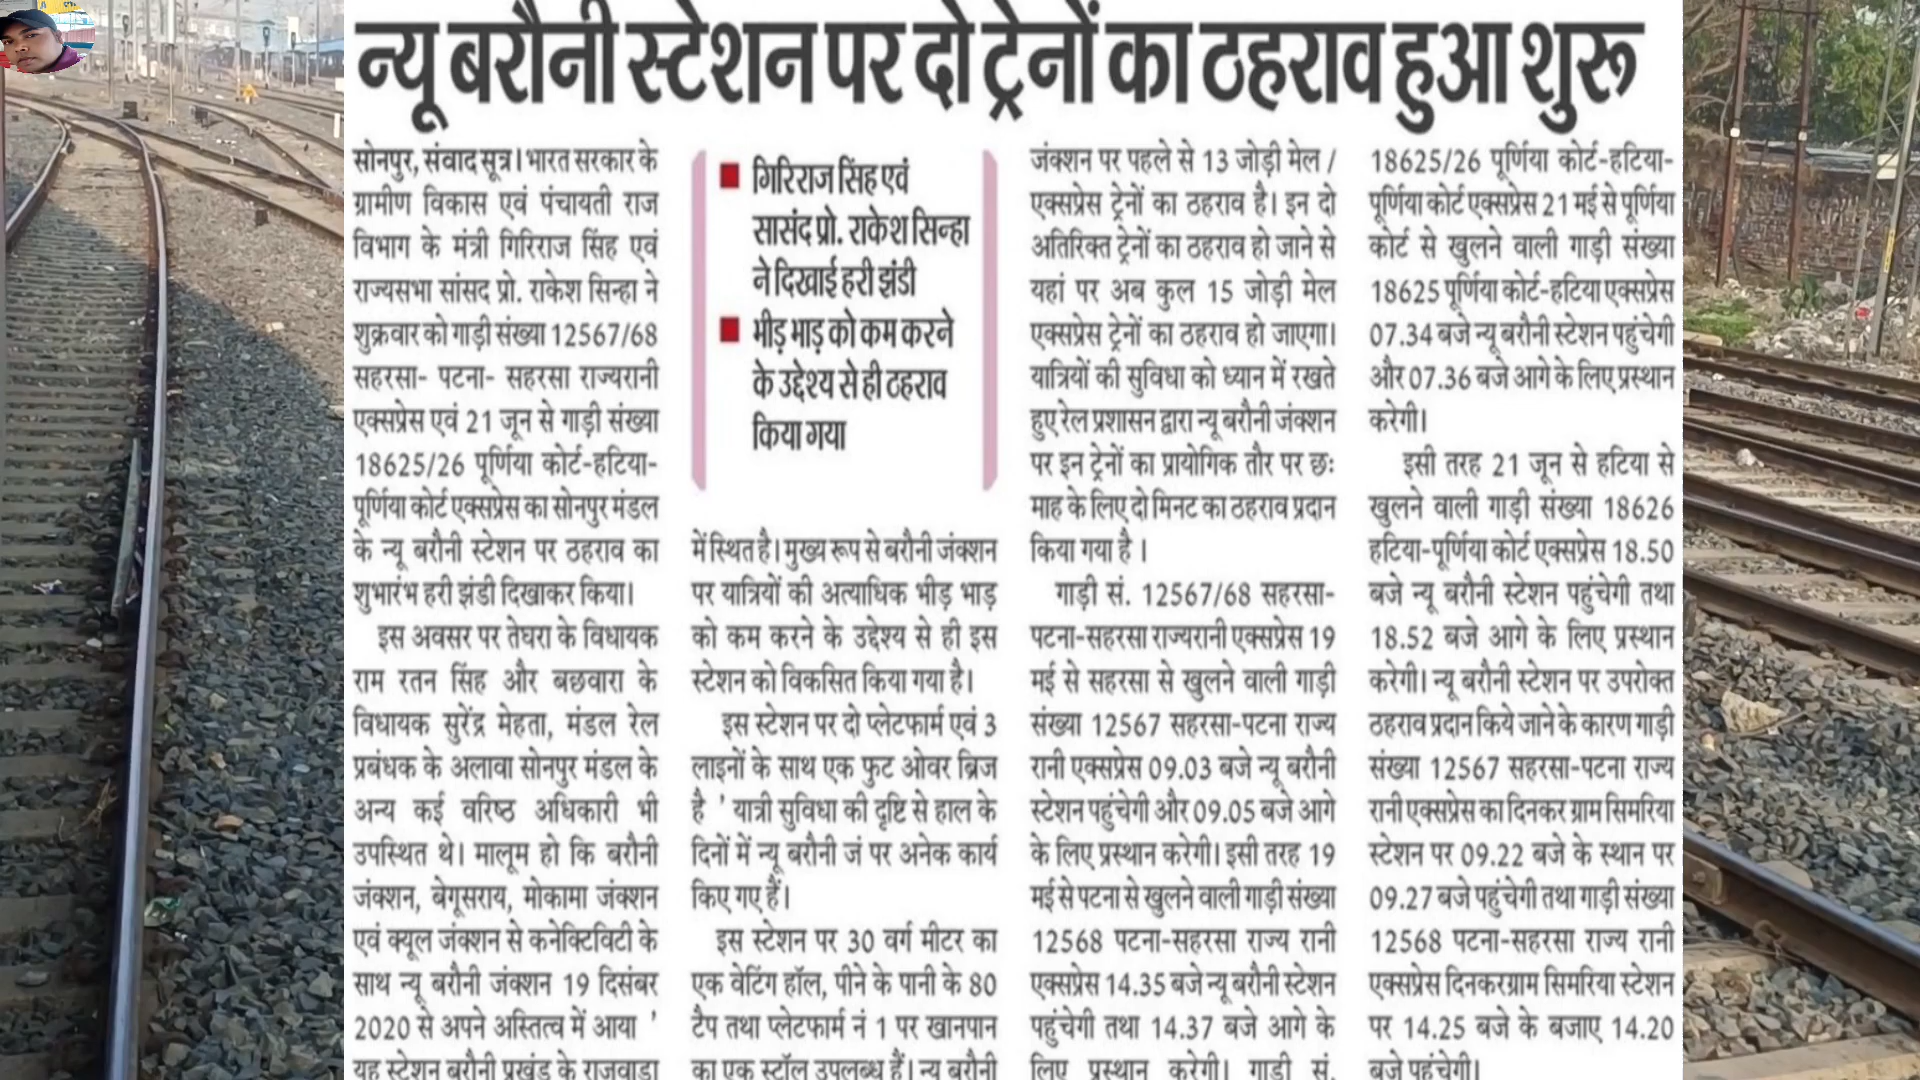 न्यू बरौनी स्टेशन पर दो ट्रेनों का ठहराव हुआ शुरू
सोनपुर, संवाद सूत्र। भारत सरकार के
ग्रामीण विकास एवं पंचायती राज
विभाग के मंत्री गिरिराज सिंह एवं
राज्यसभा सांसद प्रो. राकेश सिन्हा ने
शुक्रवार को गाड़ी संख्या 12567/68
सहरसा- पटना- सहरसा राज्यरानी
एक्सप्रेस एवं 21 जून से गाड़ी संख्या
18625/26 पूर्णिया कोर्ट-हटिया-
पूर्णिया कोर्ट एक्सप्रेस का सोनपुर मंडल
के न्यू बरौनी स्टेशन पर ठहराव का
शुभारंभ हरी झंडी दिखाकर किया।
इस अवसर पर तेघरा के विधायक
राम रतन सिंह और बछवारा के
विधायक सुरेंद्र मेहता, मंडल रेल
प्रबंधक के अलावा सोनपुर मंडल के
अन्य कई वरिष्ठ अधिकारी भी
उपस्थित थे। मालूम हो कि बरौनी
जंक्शन, बेगूसराय, मोकामा जंक्शन
एवं क्यूल जंक्शन से कनेक्टिविटी के
साथ न्यू बरौनी जंक्शन 19 दिसंबर
2020 से अपने अस्तित्व में आया '
यह स्टेशन बरौनी प्रखंड के राजवाड़ा
■ गिरिराज सिंह एवं
सासंद प्रो. राकेश सिन्हा
ने दिखाई हरी झंडी
■ भीड़ भाड़ को कम करने
के उद्देश्य से ही ठहराव
किया गया
में स्थित है। मुख्य रूप से बरौनी जंक्शन
पर यात्रियों की अत्याधिक भीड़ भाड़
को कम करने के उद्देश्य से ही इस
स्टेशन को विकसित किया गया है।
इस स्टेशन पर दो प्लेटफार्म एवं 3
लाइनों के साथ एक फुट ओवर ब्रिज
है ' यात्री सुविधा की दृष्टि से हाल के
दिनों में न्यू बरौनी जं पर अनेक कार्य
किए गए हैं।
इस स्टेशन पर 30 वर्ग मीटर का
एक वेटिंग हॉल, पीने के पानी के 80
टैप तथा प्लेटफार्म नं 1 पर खानपान
का एक स्टॉल उपलब्ध हैं। न्यू बरौनी
जंक्शन पर पहले से 13 जोड़ी मेल /
एक्सप्रेस ट्रेनों का ठहराव है। इन दो
अतिरिक्त ट्रेनों का ठहराव हो जाने से
यहां पर अब कुल 15 जोड़ी मेल
एक्सप्रेस ट्रेनों का ठहराव हो जाएगा।
यात्रियों की सुविधा को ध्यान में रखते
हुए रेल प्रशासन द्वारा न्यू बरौनी जंक्शन
पर इन ट्रेनों का प्रायोगिक तौर पर छः
माह के लिए दो मिनट का ठहराव प्रदान
किया गया है ।
गाड़ी सं. 12567/68 सहरसा-
पटना-सहरसा राज्यरानी एक्सप्रेस 19
मई से सहरसा से खुलने वाली गाड़ी
संख्या 12567 सहरसा-पटना राज्य
रानी एक्सप्रेस 09.03 बजे न्यू बरौनी
स्टेशन पहुंचेगी और 09.05 बजे आगे
के लिए प्रस्थान करेगी। इसी तरह 19
मई से पटना से खुलने वाली गाड़ी संख्या
12568 पटना-सहरसा राज्य रानी
एक्सप्रेस 14.35 बजे न्यू बरौनी स्टेशन
पहुंचेगी तथा 14.37 बजे आगे के
लिए प्रस्थान करेगी। गाड़ी सं.
18625/26 पूर्णिया कोर्ट-हटिया-
पूर्णिया कोर्ट एक्सप्रेस 21 मई से पूर्णिया
कोर्ट से खुलने वाली गाड़ी संख्या
18625 पूर्णिया कोर्ट-हटिया एक्सप्रेस
07.34 बजे न्यू बरौनी स्टेशन पहुंचेगी
और 07.36 बजे आगे के लिए प्रस्थान
करेगी।
इसी तरह 21 जून से हटिया से
खुलने वाली गाड़ी संख्या 18626
हटिया-पूर्णिया कोर्ट एक्सप्रेस 18.50
बजे न्यू बरौनी स्टेशन पहुंचेगी तथा
18.52 बजे आगे के लिए प्रस्थान
करेगी। न्यू बरौनी स्टेशन पर उपरोक्त
ठहराव प्रदान किये जाने के कारण गाड़ी
संख्या 12567 सहरसा-पटना राज्य
रानी एक्सप्रेस का दिनकर ग्राम सिमरिया
स्टेशन पर 09.22 बजे के स्थान पर
09.27 बजे पहुंचेगी तथा गाड़ी संख्या
12568 पटना-सहरसा राज्य रानी
एक्सप्रेस दिनकरग्राम सिमरिया स्टेशन
पर 14.25 बजे के बजाए 14.20
बजे पहुंचेगी।